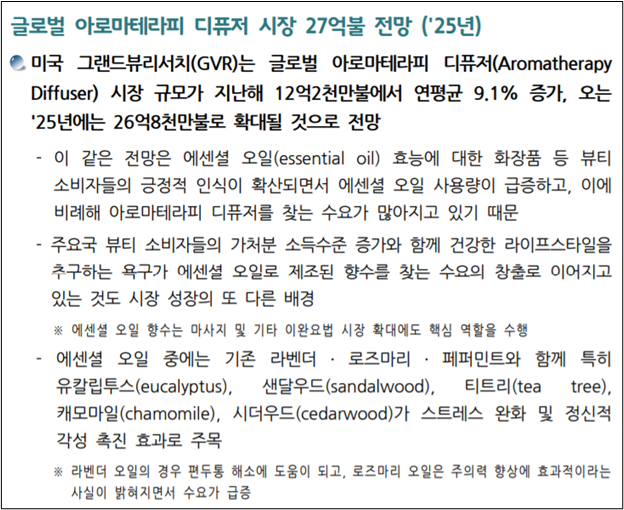 글로벌 아로마테라피 디퓨저 시장 27억불 전망 ('25년)
미국 그랜드뷰리서치(GVR)는 글로벌 아로마테라피 디퓨저(Aromatherapy
Diffuser) 시장 규모가 지난해 12억2천만불에서 연평균 9.1% 증가, 오는
'25년에는 26억8천만불로 확대될 것으로 전망
- 이 같은 전망은 에센셜 오일(essential oil) 효능에 대한 화장품 등 뷰티
소비자들의 긍정적 인식이 확산되면서 에센셜 오일 사용량이 급증하고, 이에
비례해 아로마테라피 디퓨저를 찾는 수요가 많아지고 있기 때문
- 주요국 뷰티 소비자들의 가처분 소득수준 증가와 함께 건강한 라이프스타일을
추구하는 욕구가 에센셜 오일로 제조된 향수를 찾는 수요의 창출로 이어지고
있는 것도 시장 성장의 또 다른 배경
※ 에센셜 오일 향수는 마사지 및 기타 이완요법 시장 확대에도 핵심 역할을 수행
- 에센셜 오일 중에는 기존 라벤더 · 로즈마리 · 페퍼민트와 함께 특히
유칼립투스(eucalyptus), 샌달우드(sandalwood), 티트리(tea tree),
캐모마일(chamomile), 시더우드(cedarwood)가 스트레스 완화 및 정신적
각성 촉진 효과로 주목
※ 라벤더 오일의 경우 편두통 해소에 도움이 되고, 로즈마리 오일은 주의력 향상에 효과적이라는
사실이 밝혀지면서 수요가 급증